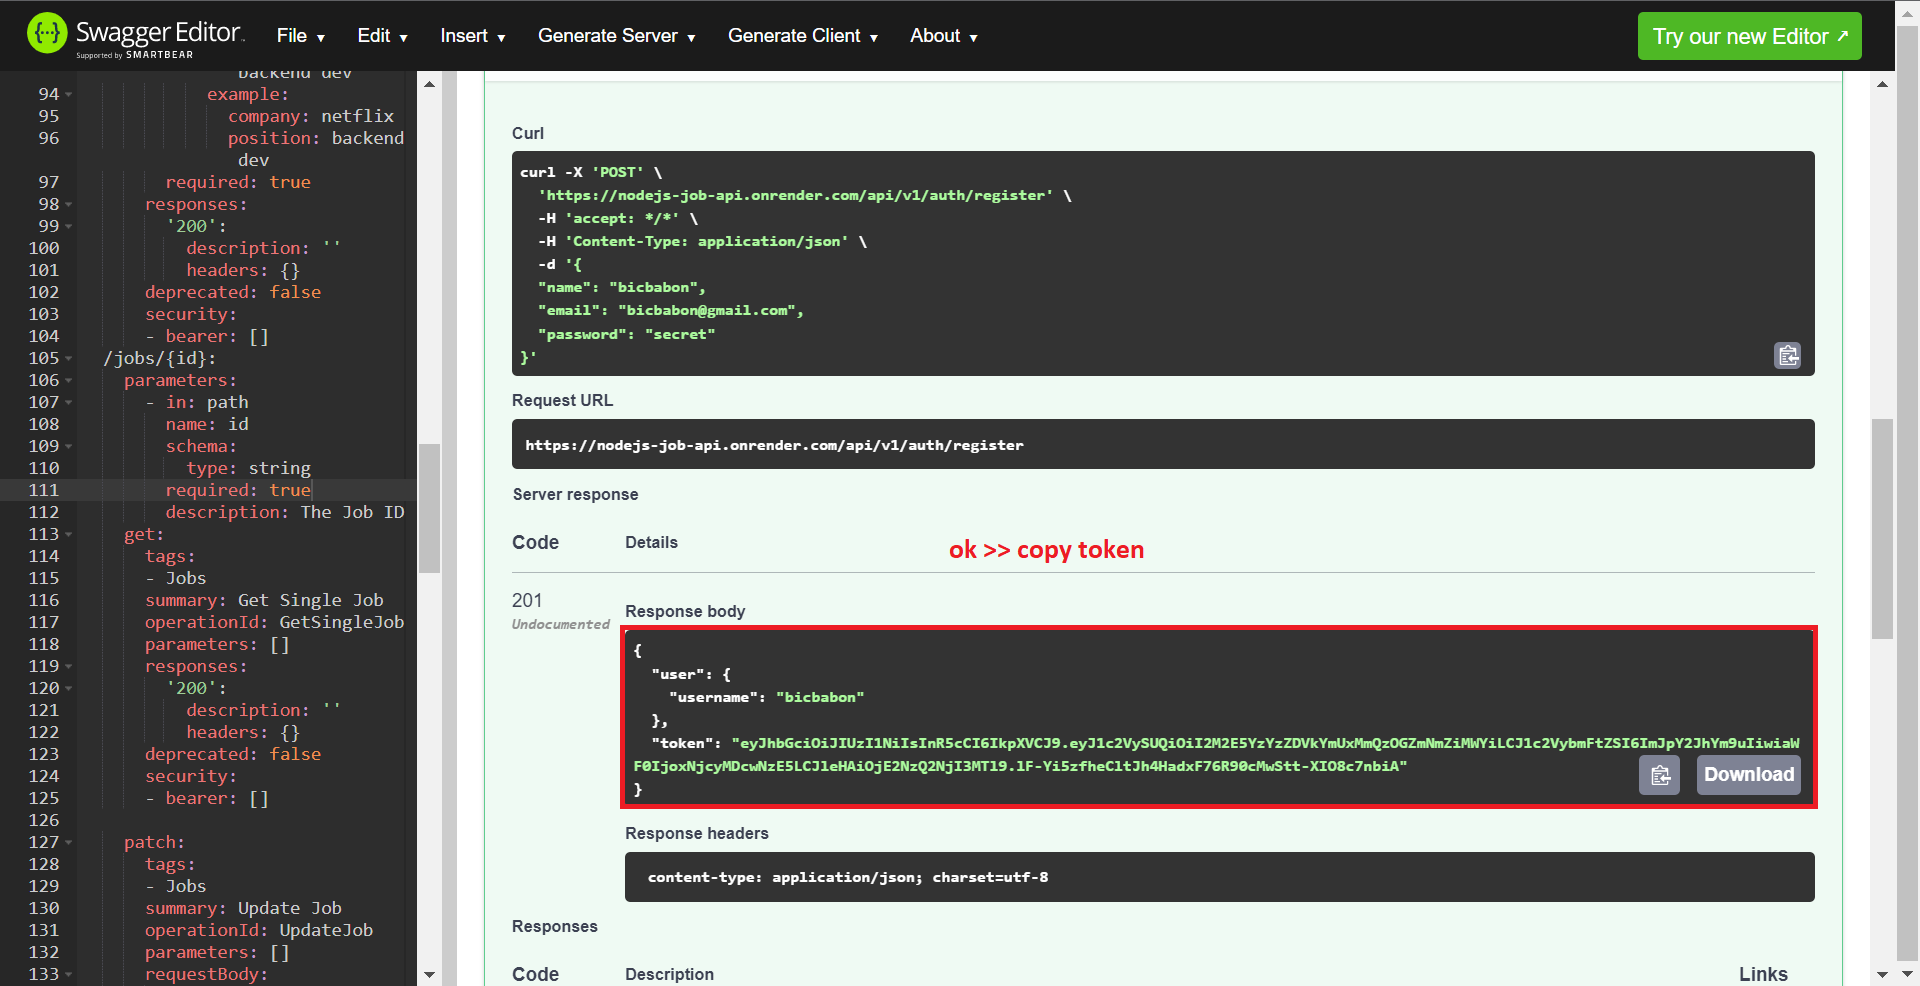 Swagger Editor
Supported by SMARTBEAR
File ▾ Edit ▾ Insert ▾ Generate Server ▾ Generate Client ▾ About ▾
Try our new Editor ↗
backend dev
94 example:
95 company: netflix
96 position: backend
dev
97 required: true
98 responses:
99 '200':
100 description: ''
101 headers: {}
102 deprecated: false
103 security:
104 - bearer: []
105 /jobs/{id}:
106 parameters:
107 - in: path
108 name: id
109 schema:
110 type: string
111 required: true
112 description: The Job ID
113 get:
114 tags:
115 - Jobs
116 summary: Get Single Job
117 operationId: GetSingleJob
118 parameters: []
119 responses:
120 '200':
121 description: ''
122 headers: {}
123 deprecated: false
124 security:
125 - bearer: []
126
127 patch:
128 tags:
129 - Jobs
130 summary: Update Job
131 operationId: UpdateJob
132 parameters: []
133 requestBody:
Curl
curl -X 'POST' \
'https://nodejs-job-api.onrender.com/api/v1/auth/register' \
-H 'accept: */*' \
-H 'Content-Type: application/json' \
-d '{
"name": "bicbabon",
"email": "bicbabon@gmail.com",
"password": "secret"
}'
Request URL
https://nodejs-job-api.onrender.com/api/v1/auth/register
Server response
Code Details
ok >> copy token
201
Undocumented
Response body
{
"user": {
"username": "bicbabon"
},
"token": "eyJhbGciOiJIUzI1NiIsInR5cCI6IkpXVCJ9.eyJ1c2VySUQiOiI2M2E5YzYzZDVkYmUxMmQzOGZmNmZiMWYiLCJ1c2VybmFtZSI6ImJpY2JhYm9uIiwiaW
F0IjoxNjcyMDcwNzE5LCJleHAiOjE2NzQ2NjI3MTl9.lF-Yi5zfheCltJh4HadxF76R90cMwStt-XIO8c7nbiA"
}
Download
Response headers
content-type: application/json; charset=utf-8
Responses
Code Description Links